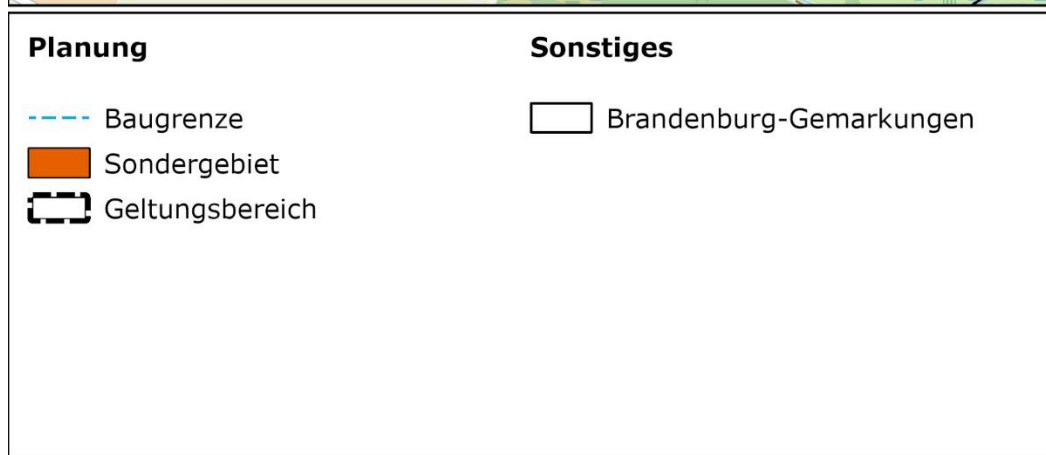 Planung
Baugrenze
Sondergebiet
Geltungsbereich
Sonstiges
Brandenburg-Gemarkungen